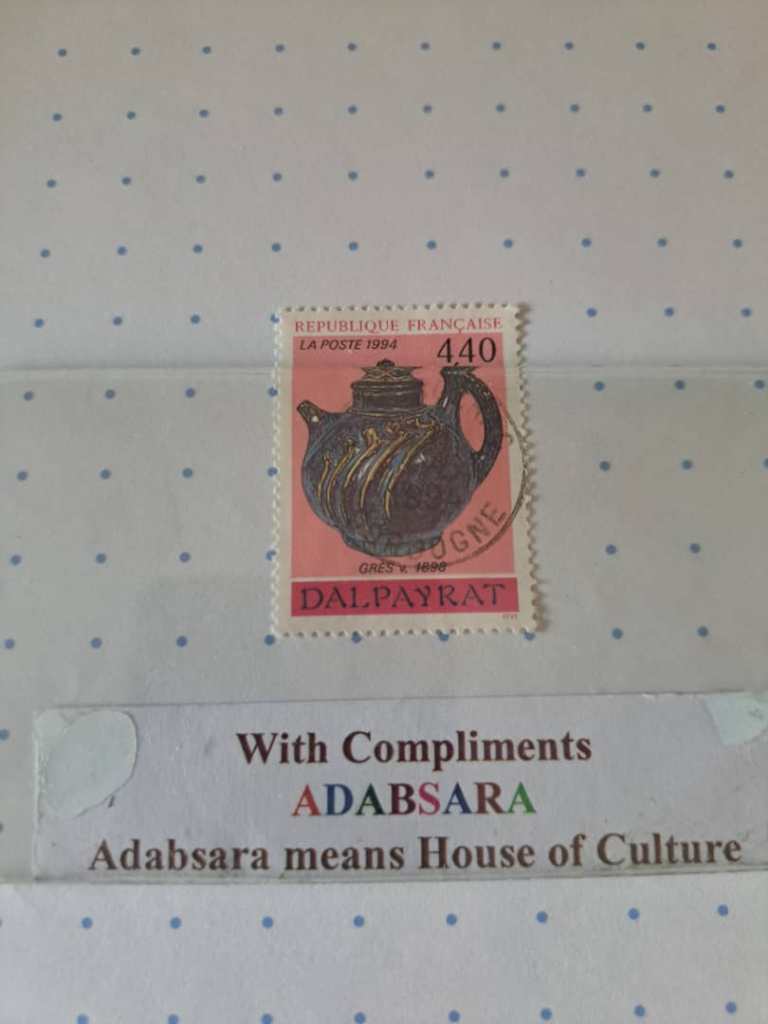 REPUBLIQUE FRANÇAISE
LA POSTE 1994
4,40
GRÈS v. 1898
DALPAYRAT
With Compliments
ADABSARA
Adabsara means House of Culture